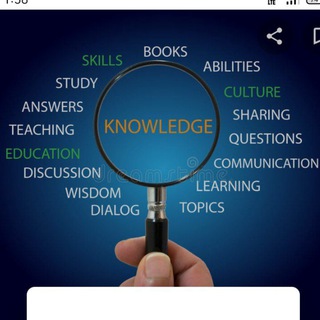 BOOKS
SKILLS
ABILITIES
STUDY
CULTURE
ANSWERS
SHARING
TEACHING
KNOWLEDGE
QUESTIONS
EDUCATION
COMMUNICATION
DISCUSSION
LEARNING
WISDOM
DIALOG
TOPICS